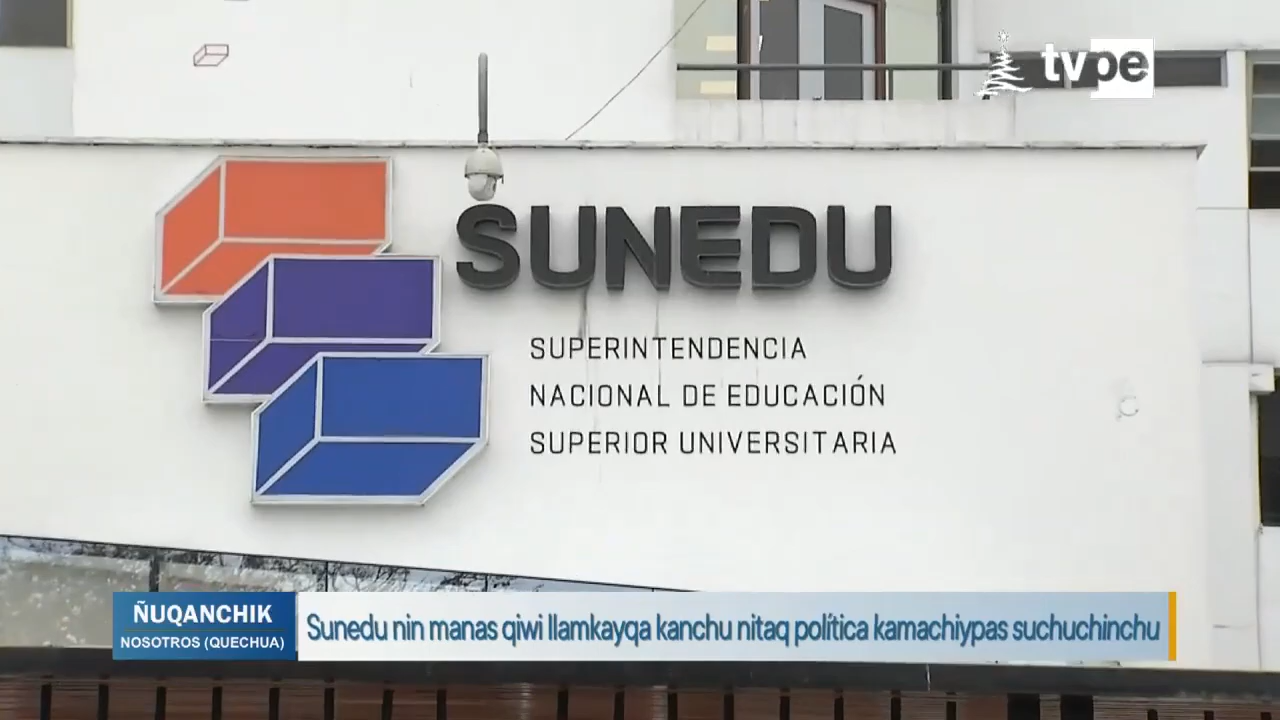 tvpe
SUNEDU
SUPERINTENDENCIA
NACIONAL DE EDUCACIÓN
SUPERIOR UNIVERSITARIA
ÑUQANCHIK
NOSOTROS (QUECHUA)
Sunedu nin manas qiwi llamkayqa kanchu nitaq política kamachiypas suchuchinchu